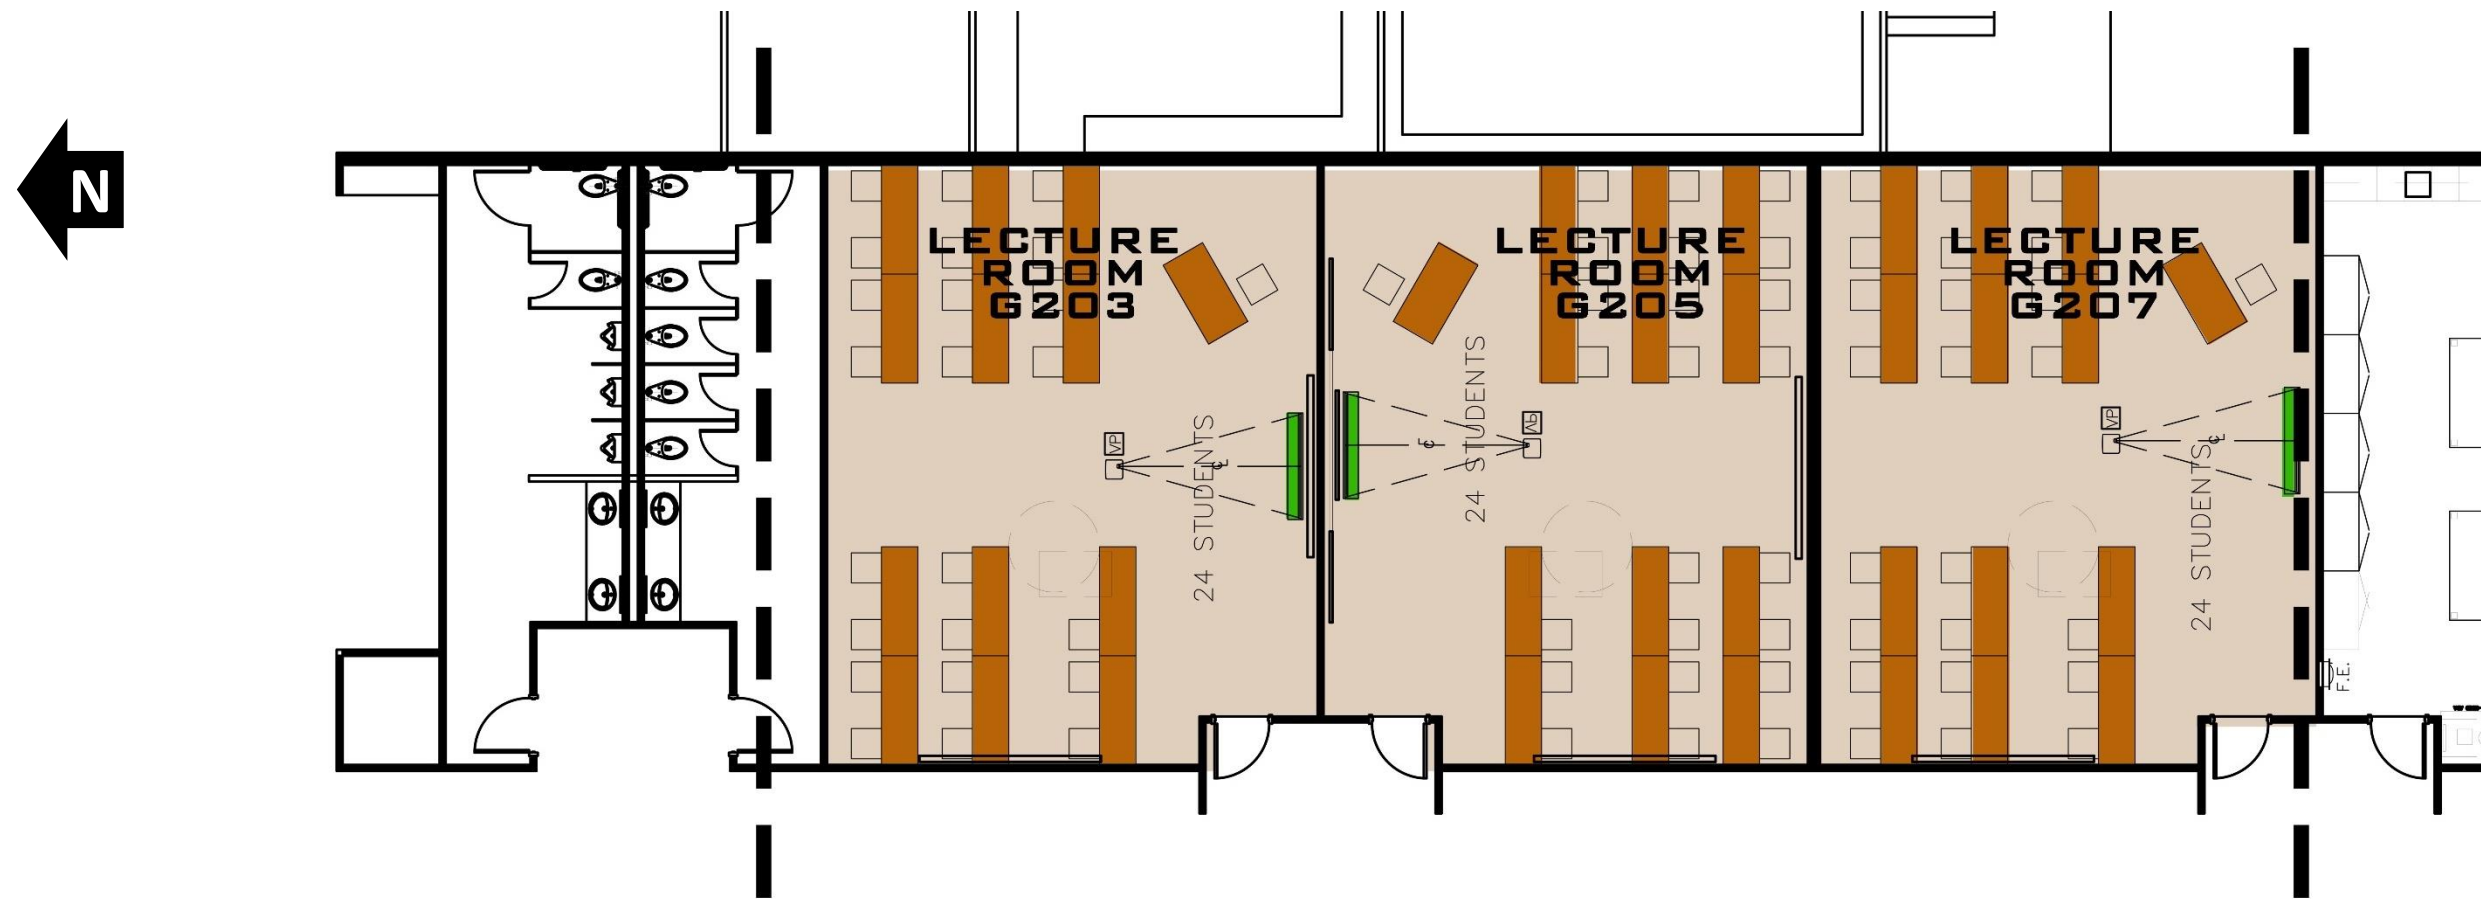 N
LECTURE
ROOM
G203
LECTURE
ROOM
G205
LECTURE
ROOM
G207
VP
VP
VP
℄
℄
℄
24 STUDENTS
24 STUDENTS
24 STUDENTS
F.E.